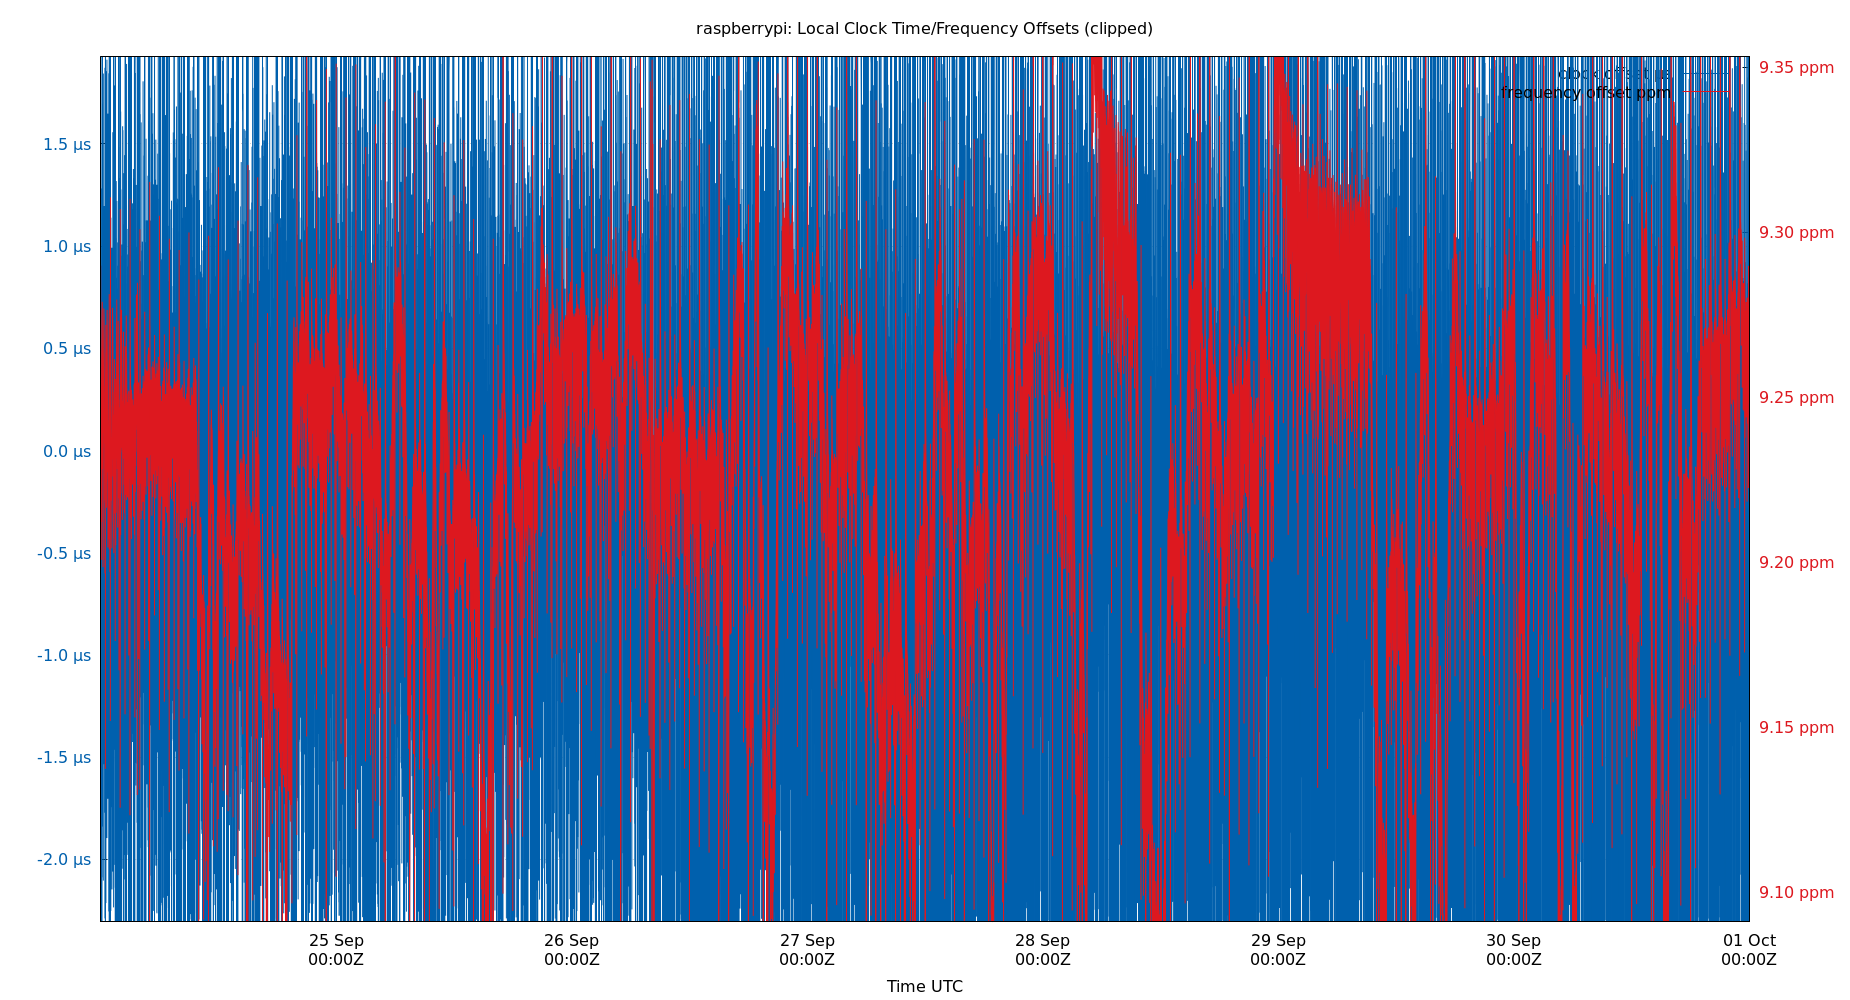 raspberrypi: Local Clock Time/Frequency Offsets (clipped)
clock offset µs
frequency offset ppm
1.5 µs
1.0 µs
0.5 µs
0.0 µs
-0.5 µs
-1.0 µs
-1.5 µs
-2.0 µs
9.35 ppm
9.30 ppm
9.25 ppm
9.20 ppm
9.15 ppm
9.10 ppm
25 Sep
00:00Z
26 Sep
00:00Z
27 Sep
00:00Z
28 Sep
00:00Z
29 Sep
00:00Z
30 Sep
00:00Z
01 Oct
00:00Z
Time UTC